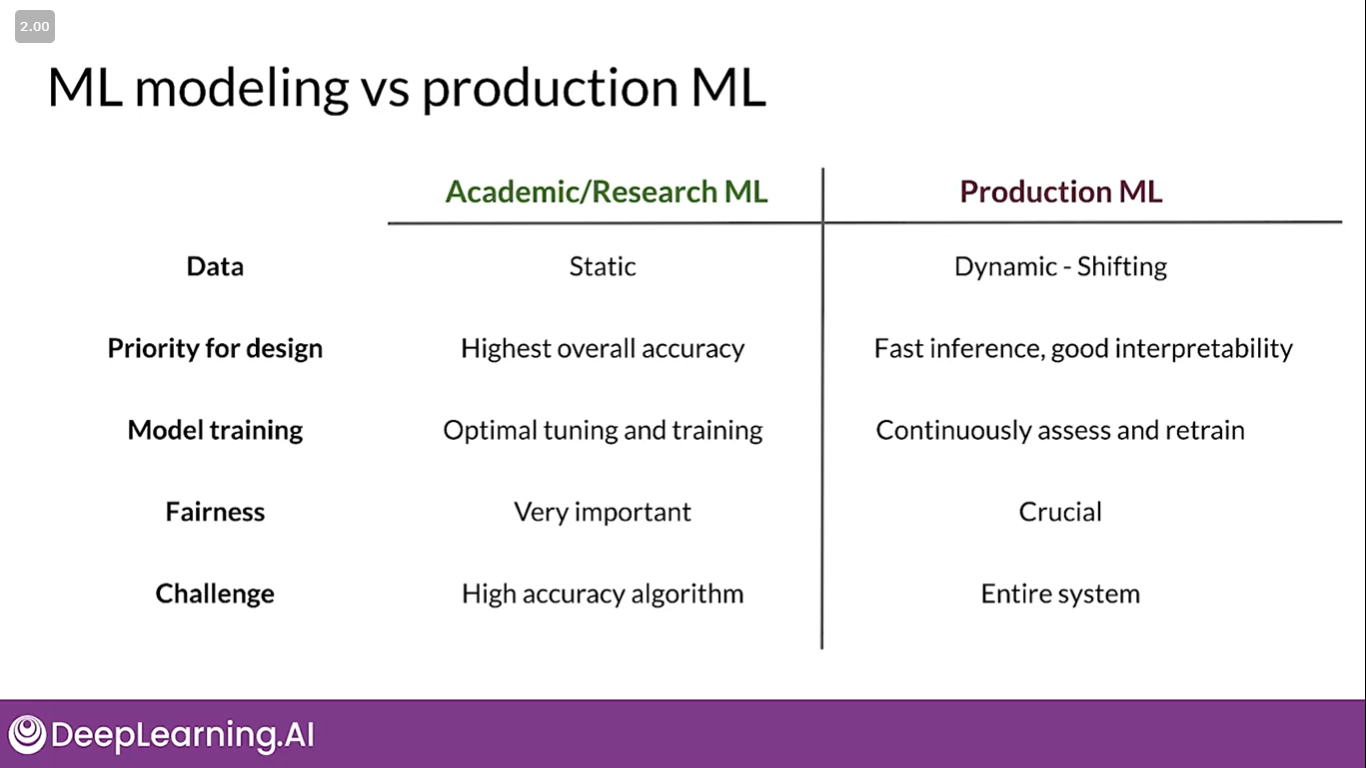 2.00
ML modeling vs production ML
Academic/Research ML Production ML
Data Static Dynamic - Shifting
Priority for design Highest overall accuracy Fast inference, good interpretability
Model training Optimal tuning and training Continuously assess and retrain
Fairness Very important Crucial
Challenge High accuracy algorithm Entire system
DeepLearning.AI